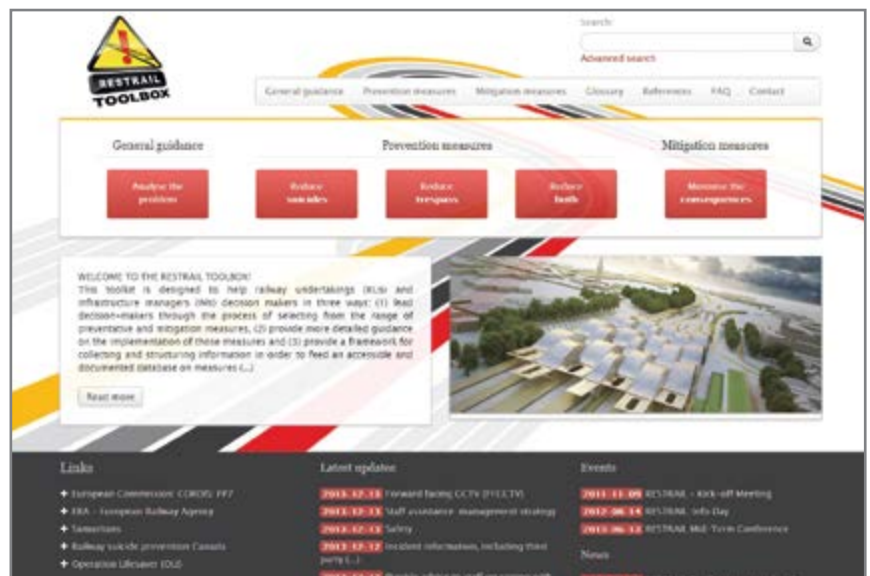 RESTRAIL
TOOLBOX
Search:
Advanced search
General guidance Prevention measures Mitigation measures Glossary References FAQ Contact
General guidance Prevention measures Mitigation measures
Analyse the
problem
Reduce
suicides
Reduce
trespass
Reduce
both
the
consequences
WELCOME TO THE RESTRAIL TOOLBOX!
This toolkit is designed to help railway undertakings (RUs) and
infrastructure managers (IMs) decision makers in three ways: (1) lead
decision-makers through the process of selecting from the range of
preventative and mitigation measures, (2) provide more detailed guidance
on the implementation of those measures and (3) provide a framework for
collecting and structuring information in order to feed an accessible and
documented database on measures (...)
Read more
Links
+ European Commission: CORDIS: FP7
+ ERA - European Railway Agency
+ Samaritans
+ Railway suicide prevention Canada
+ Operation Lifesaver (OLI)
Latest updates
2013-12-13 Forward facing CCTV (FFCCTV)
2013-12-13 Staff assistance management strategy
2013-12-13 Safety
2013-12-12 Incident information, including third
party (...)
Events
2011-11-09 RESTRAIL - Kick-off Meeting
2012-06-14 RESTRAIL Info Day
2013-06-12 RESTRAIL Mid-Term Conference
News